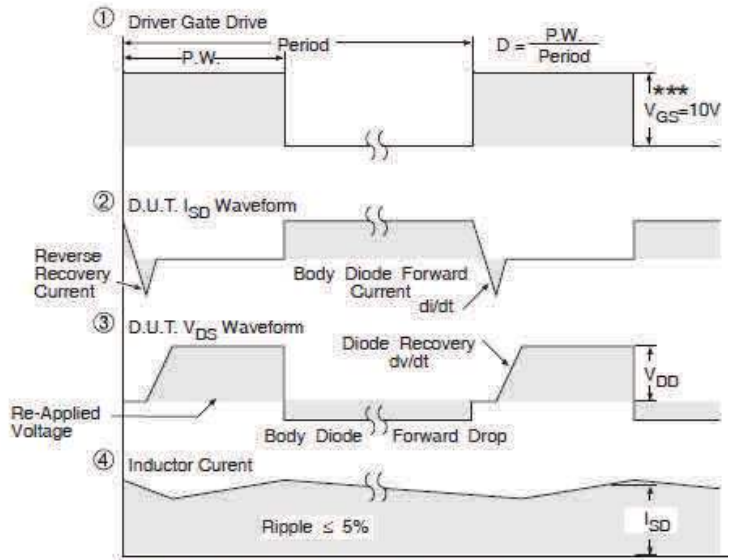 ① Driver Gate Drive
P.W.
Period
D = P.W.
Period
***
VGS=10V
② D.U.T. ISD Waveform
Reverse
Recovery
Current
Body Diode Forward
Current
di/dt
③ D.U.T. VDS Waveform
Diode Recovery
dv/dt
VDD
Re-Applied
Voltage
Body Diode
Forward Drop
④ Inductor Curent
Ripple ≤ 5%
ISD